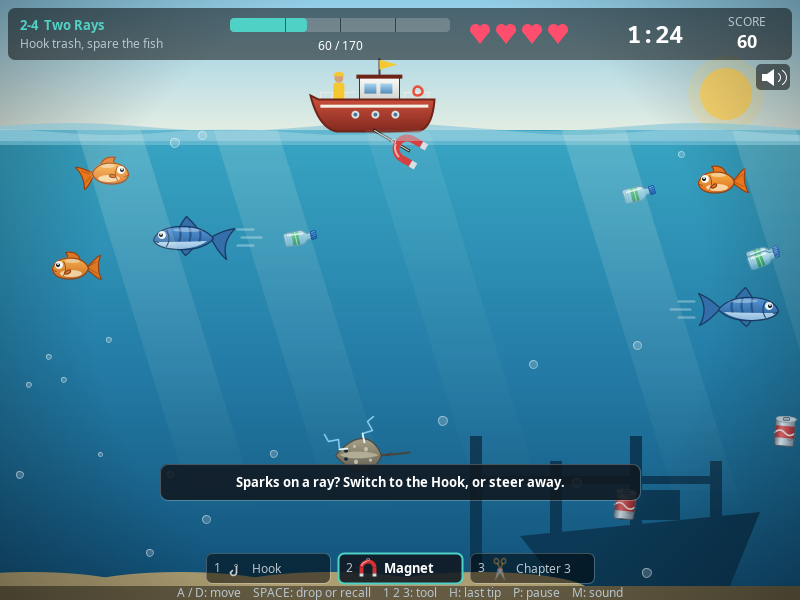 2-4 Two Rays
Hook trash, spare the fish
60 / 170
1:24
SCORE
60
Sparks on a ray? Switch to the Hook, or steer away.
1 Hook
2 Magnet
3 Chapter 3
A / D: move SPACE: drop or recall 1 2 3: tool H: last tip P: pause M: sound